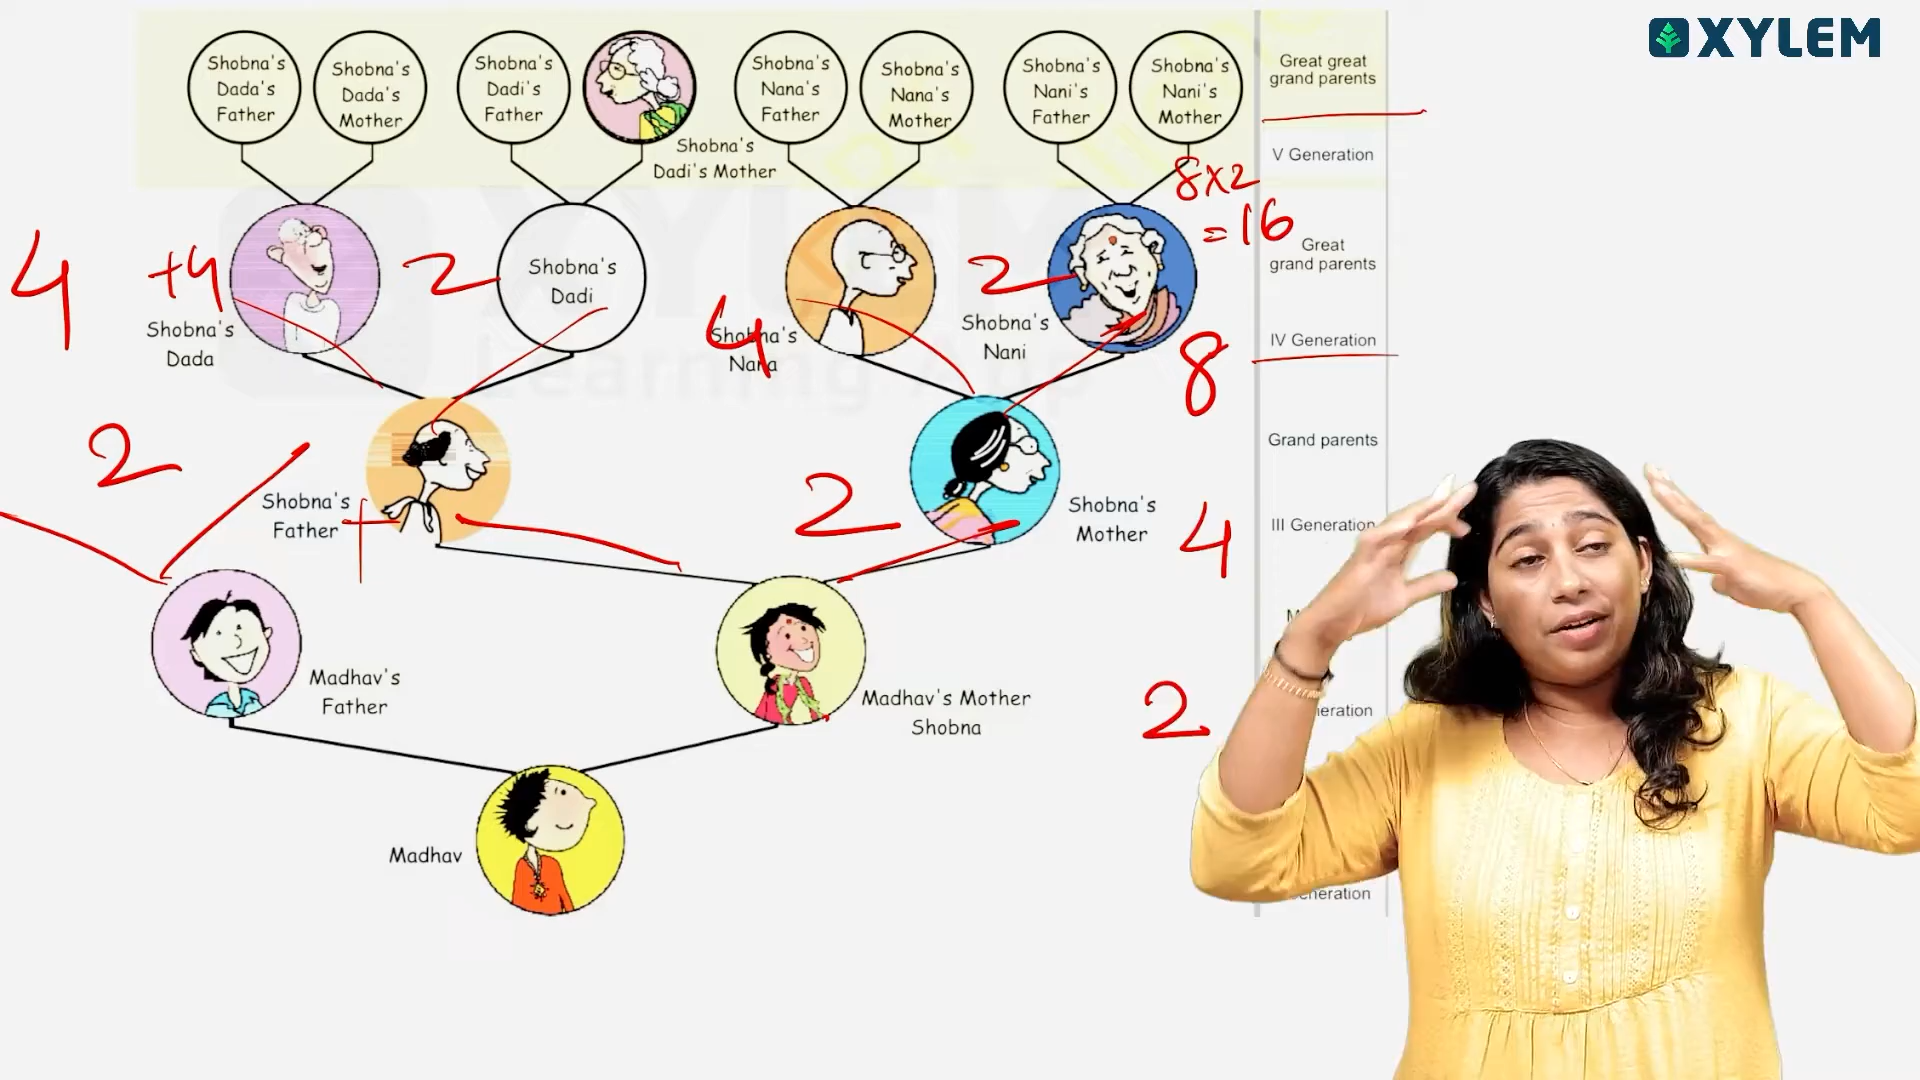 XYLEM
Shobna's
Dada's
Father
Shobna's
Dada's
Mother
Shobna's
Dadi's
Father
Shobna's
Dadi's Mother
Shobna's
Nana's
Father
Shobna's
Nana's
Mother
Shobna's
Nani's
Father
Shobna's
Nani's
Mother
Great great
grand parents
V Generation
8x2
=16
4
+4
Shobna's
Dada
2
Shobna's
Dadi
4
Shobna's
Nana
2
Shobna's
Nani
8
Great
grand parents
IV Generation
2
Shobna's
Father
2
Shobna's
Mother
4
Grand parents
III Generation
Madhav's
Father
Madhav's Mother
Shobna
2
Madhav